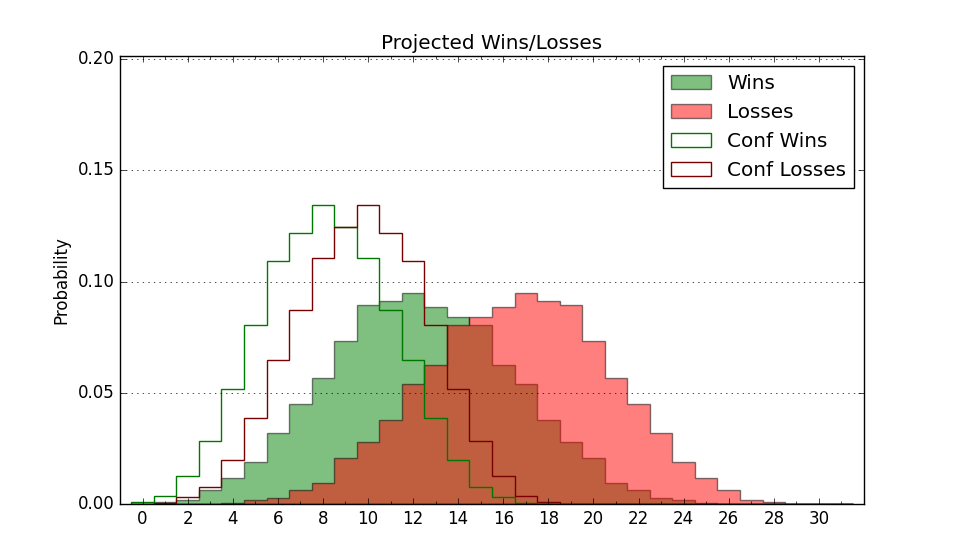 Projected Wins/Losses
0.20
0.15
0.10
0.05
0.00
Probability
Wins
Losses
Conf Wins
Conf Losses
0 2 4 6 8 10 12 14 16 18 20 22 24 26 28 30